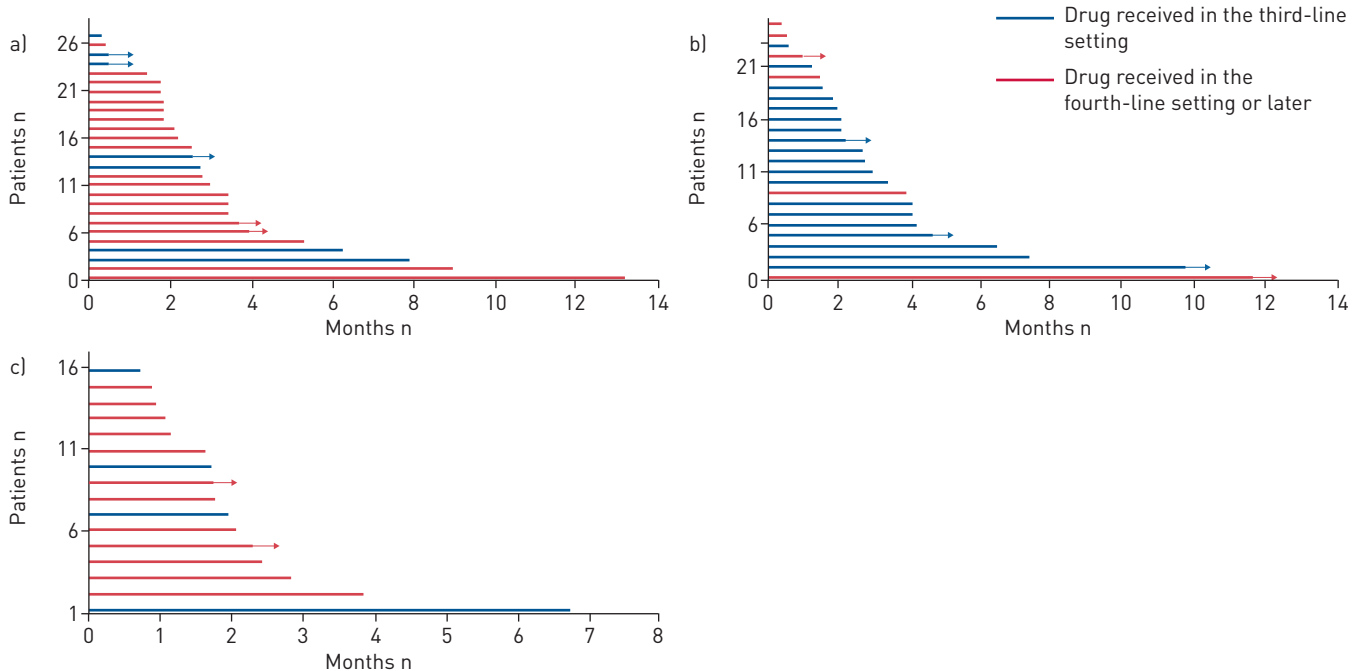 a)
Patients n
26
21
16
11
6
0
0 2 4 6 8 10 10 14
Months n
b)
Patients n
21
16
11
6
0
0 2 4 6 8 10 10 12 14
Months n
Drug received in the third-line
setting
Drug received in the
fourth-line setting or later
c)
Patients n
16
11
6
1
0 1 2 3 4 5 6 7 8
Months n